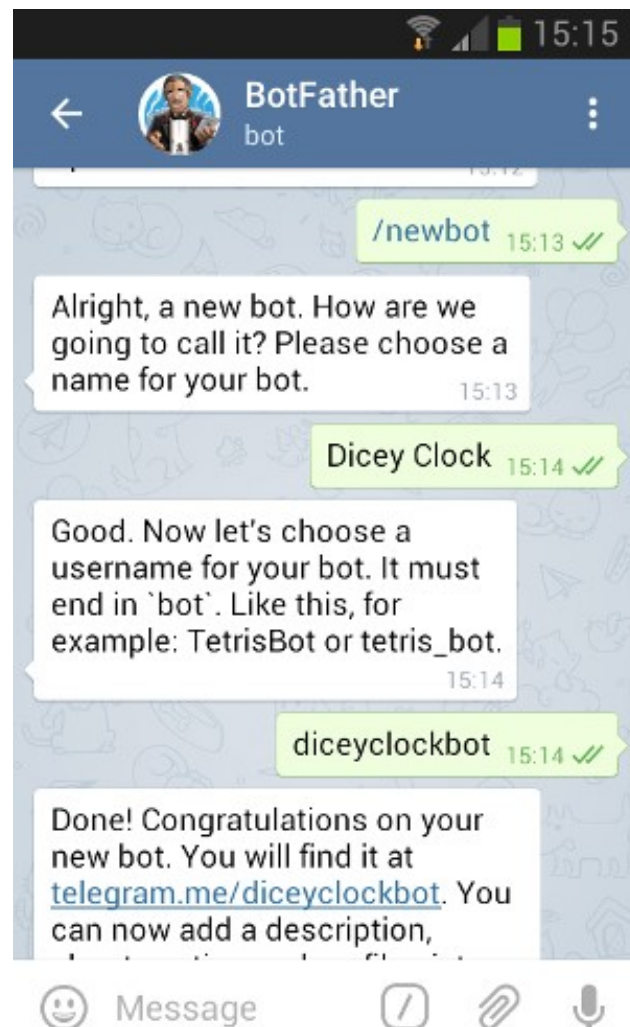 15:15
BotFather
bot
15:12
/newbot 15:13
Alright, a new bot. How are we
going to call it? Please choose a
name for your bot.
15:13
Dicey Clock 15:14
Good. Now let's choose a
username for your bot. It must
end in `bot`. Like this, for
example: TetrisBot or tetris_bot.
15:14
diceyclockbot 15:14
Done! Congratulations on your
new bot. You will find it at
telegram.me/diceyclockbot. You
can now add a description,
Message